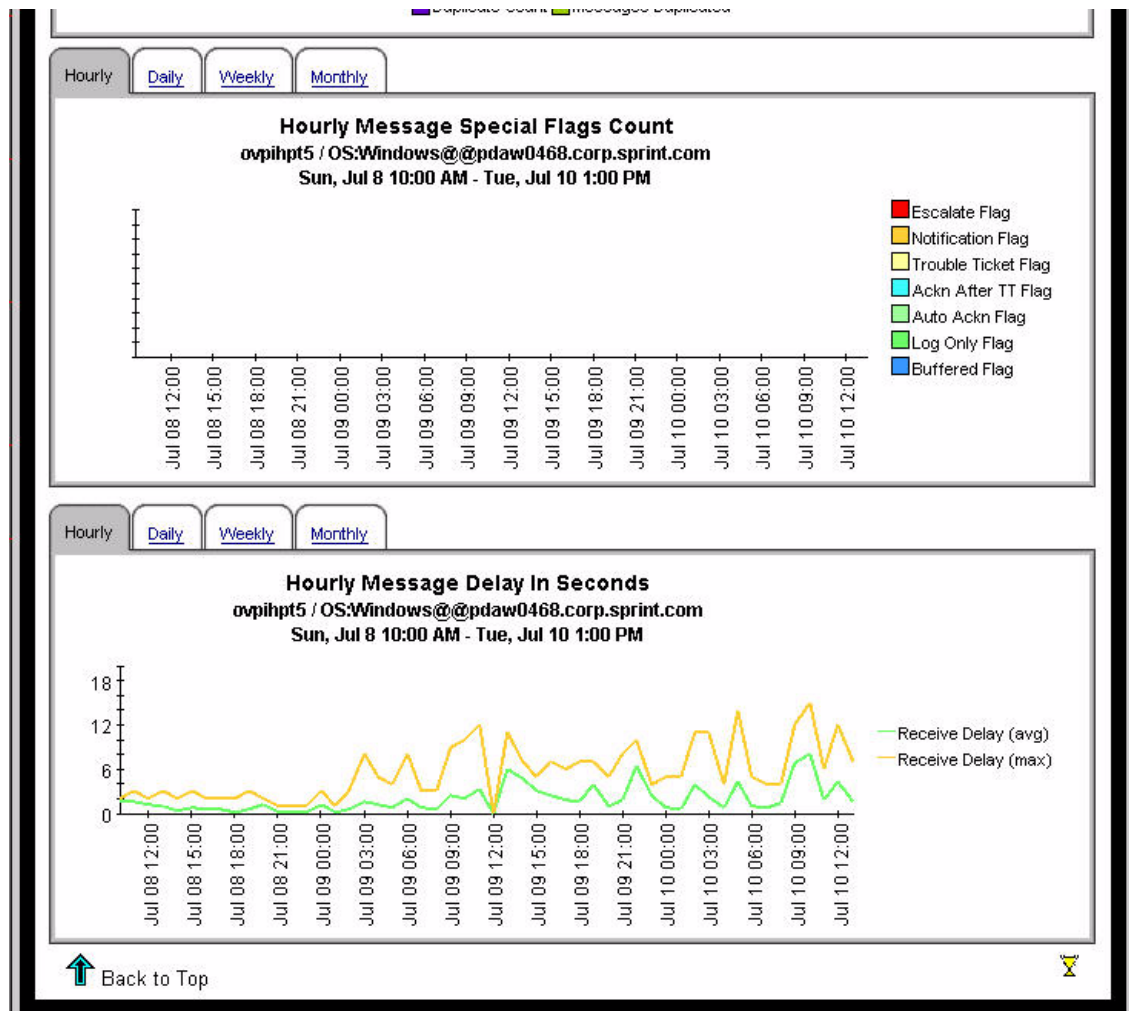 Duplicate Count Messages Duplicated
Hourly Daily Weekly Monthly
Hourly Message Special Flags Count
ovpihpt5 / OS:Windows@@pdaw0468.corp.sprint.com
Sun, Jul 8 10:00 AM - Tue, Jul 10 1:00 PM
Escalate Flag
Notification Flag
Trouble Ticket Flag
Ackn After TT Flag
Auto Ackn Flag
Log Only Flag
Buffered Flag
Jul 08 12:00
Jul 08 15:00
Jul 08 18:00
Jul 08 21:00
Jul 09 00:00
Jul 09 03:00
Jul 09 06:00
Jul 09 09:00
Jul 09 12:00
Jul 09 15:00
Jul 09 18:00
Jul 09 21:00
Jul 10 00:00
Jul 10 03:00
Jul 10 06:00
Jul 10 09:00
Jul 10 12:00
Hourly Daily Weekly Monthly
Hourly Message Delay In Seconds
ovpihpt5 / OS:Windows@@pdaw0468.corp.sprint.com
Sun, Jul 8 10:00 AM - Tue, Jul 10 1:00 PM
18
12
6
0
Receive Delay (avg)
Receive Delay (max)
Jul 08 12:00
Jul 08 15:00
Jul 08 18:00
Jul 08 21:00
Jul 09 00:00
Jul 09 03:00
Jul 09 06:00
Jul 09 09:00
Jul 09 12:00
Jul 09 15:00
Jul 09 18:00
Jul 09 21:00
Jul 10 00:00
Jul 10 03:00
Jul 10 06:00
Jul 10 09:00
Jul 10 12:00
Back to Top